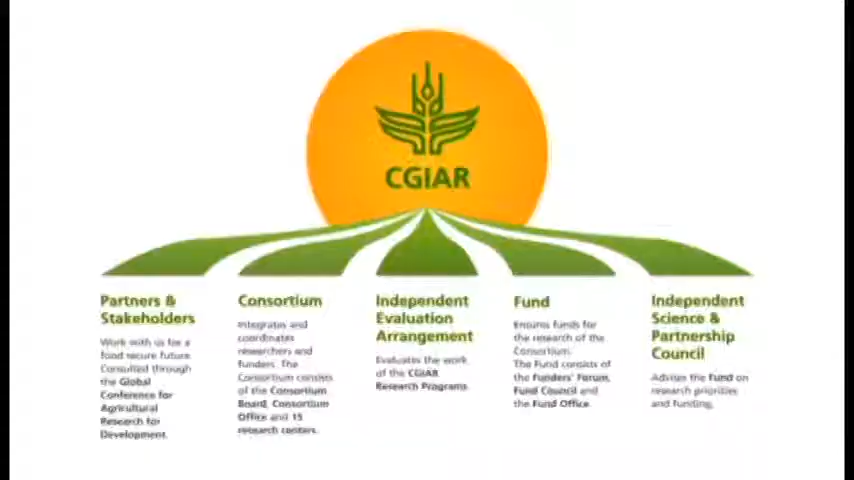 CGIAR
Partners &
Stakeholders
Work with us for a
food secure future.
Consulted through
the Global
Conference for
Agricultural
Research for
Development.
Consortium
Integrates and
coordinates
researchers and
funders. The
Consortium consists
of the Consortium
Board, Consortium
Office and 15
research centers.
Independent
Evaluation
Arrangement
Evaluates the work
of the CGIAR
Research Programs.
Fund
Ensures funds for
the research of the
Consortium.
The Fund consists of
the Funders' Forum,
Fund Council and
the Fund Office.
Independent
Science &
Partnership
Council
Advises the Fund on
research priorities
and funding.